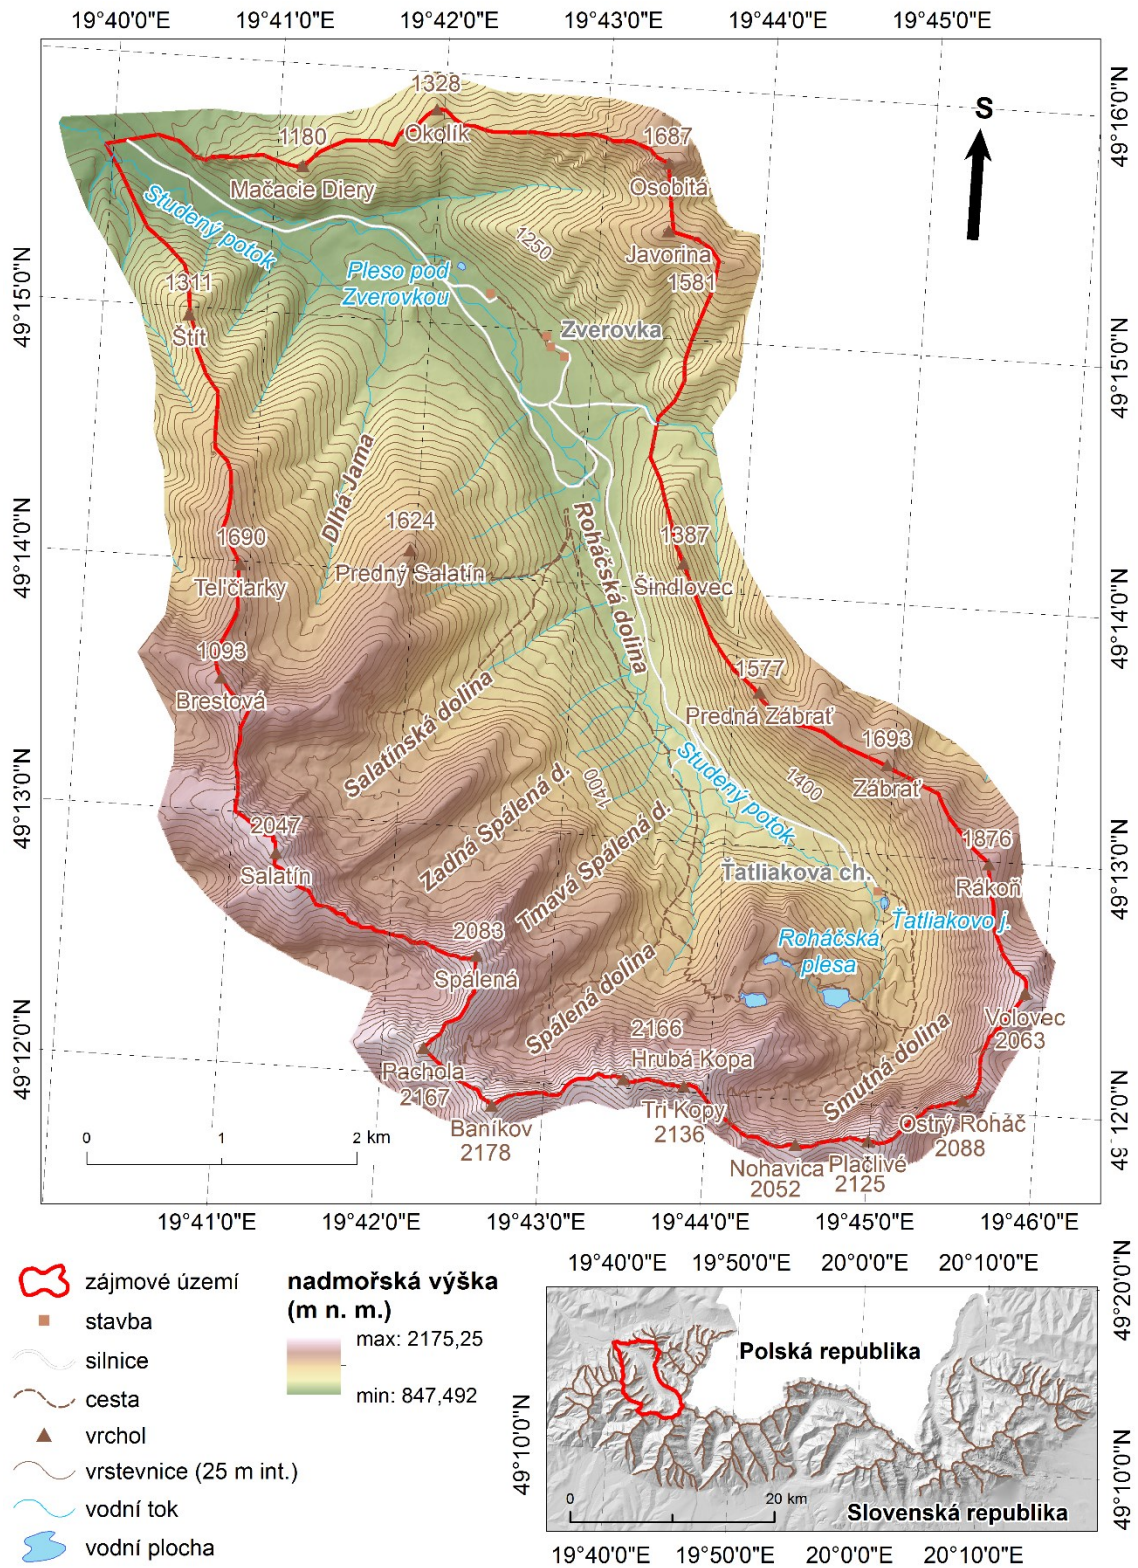 19°40'0"E 19°41'0"E 19°42'0"E 19°43'0"E 19°44'0"E 19°45'0"E
49°16'0"N
S
1328
Okolík
1180
Mačacie Diery
1687
Osobitá
Studený potok
1250
Javorina
1581
Pleso pod
Zverovkou
49°15'0"N
1311
Štít
Zverovka
49°15'0"N
Dlhá Jama
1624
Predný Salatín
Roháčská dolina
1387
Šindlovec
49°14'0"N
1690
Teľčiarky
49°14'0"N
1093
Brestová
1577
Predná Zábrať
Salatínská dolina
1693
Zábrať
Studený potok
1400
1400
Zadná Spálená d.
Tmavá Spálená d.
49°13'0"N
2047
Salatín
1876
Rákoň
49°13'0"N
Ťatliaková ch.
Ťatliakovo j.
Roháčská
plesa
2083
Spálená
Spálená dolina
Volovec
2063
49°12'0"N
2166
Hrubá Kopa
Rachola
2167
Smutná dolina
Baníkov
2178
Tri Kopy
2136
Ostrý Roháč
2088
49°12'0"N
Nohavica
2052
Plačlivé
2125
0 1 2 km
19°41'0"E 19°42'0"E 19°43'0"E 19°44'0"E 19°45'0"E 19°46'0"E
zájmové území
stavba
silnice
cesta
vrchol
vrstevnice (25 m int.)
vodní tok
vodní plocha
nadmořská výška
(m n. m.)
max: 2175,25
min: 847,492
19°40'0"E 19°50'0"E 20°0'0"E 20°10'0"E
49°20'0"N
Polská republika
49°10'0"N
49°10'0"N
0 20 km
Slovenská republika
19°40'0"E 19°50'0"E 20°0'0"E 20°10'0"E